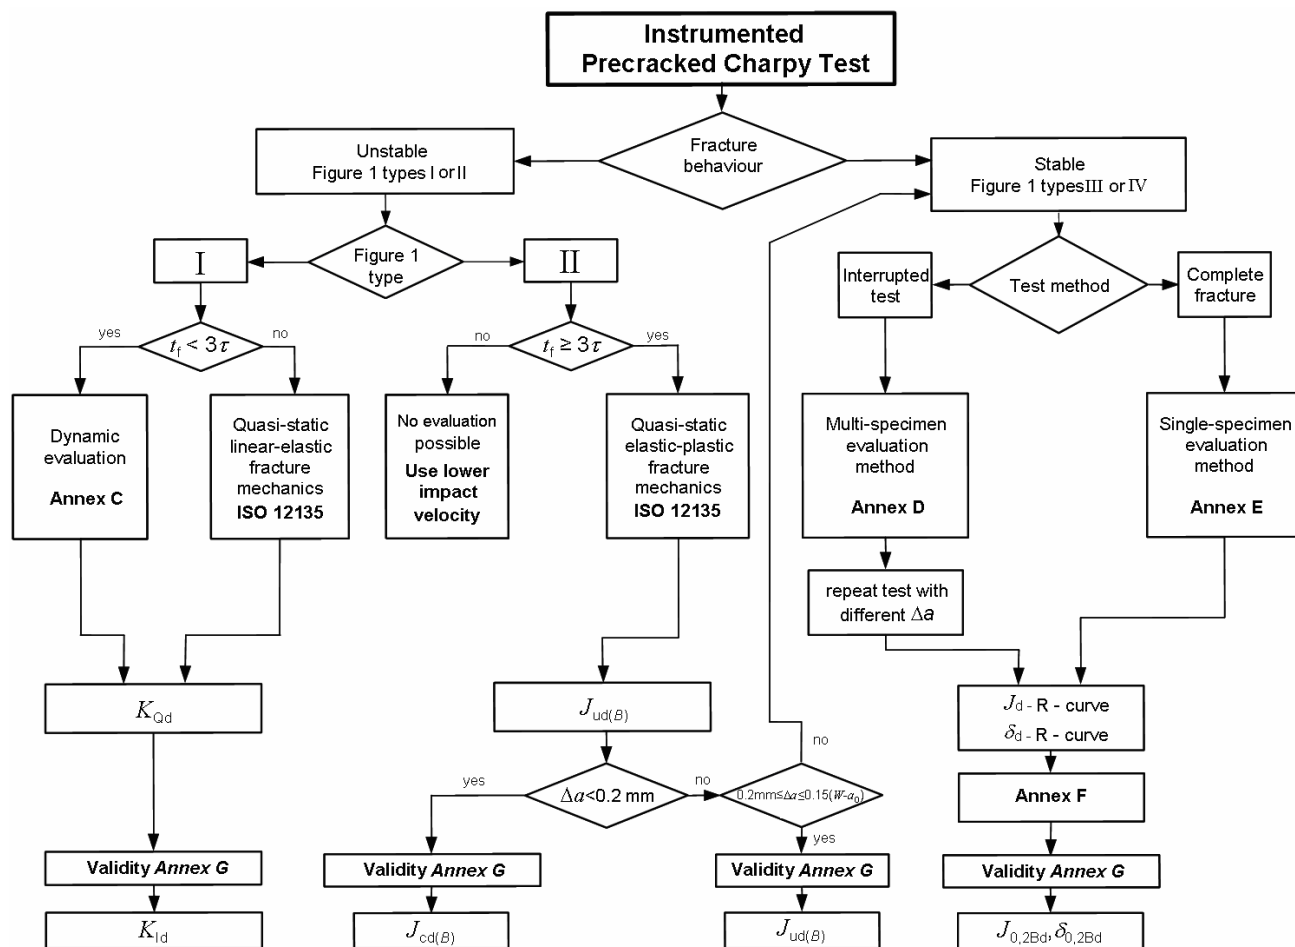 Instrumented
Precracked Charpy Test
Fracture
behaviour
Unstable
Figure 1 types I or II
Stable
Figure 1 types III or IV
I
Figure 1
type
II
Interrupted
test
Test method
Complete
fracture
yes
t_f < 3τ
no
no
t_f ≥ 3τ
yes
Dynamic
evaluation
Annex C
Quasi-static
linear-elastic
fracture
mechanics
ISO 12135
No evaluation
possible
Use lower
impact
velocity
Quasi-static
elastic-plastic
fracture
mechanics
ISO 12135
Multi-specimen
evaluation
method
Annex D
Single-specimen
evaluation
method
Annex E
repeat test with
different Δa
K_Qd
J_ud(B)
J_d - R - curve
δ_d - R - curve
no
yes
Δa<0.2 mm
no
0.2mm≤Δa≤0.15(W-a_0)
Annex F
yes
Validity Annex G
Validity Annex G
Validity Annex G
Validity Annex G
K_Id
J_cd(B)
J_ud(B)
J_0,2Bd, δ_0,2Bd